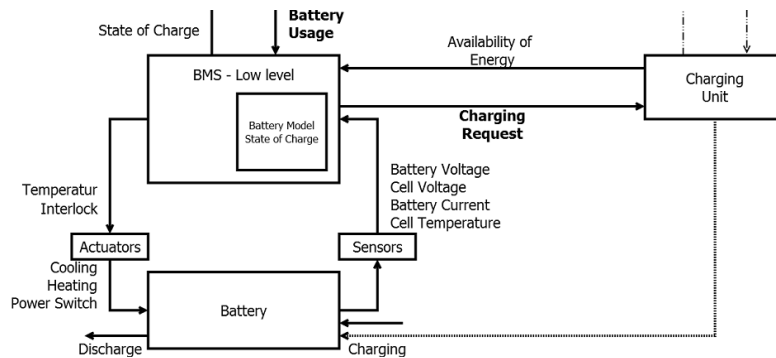 State of Charge
Battery
Usage
BMS - Low level
Battery Model
State of Charge
Availability of
Energy
Charging
Unit
Charging
Request
Battery Voltage
Cell Voltage
Battery Current
Cell Temperature
Temperatur
Interlock
Actuators
Sensors
Cooling
Heating
Power Switch
Battery
Discharge
Charging